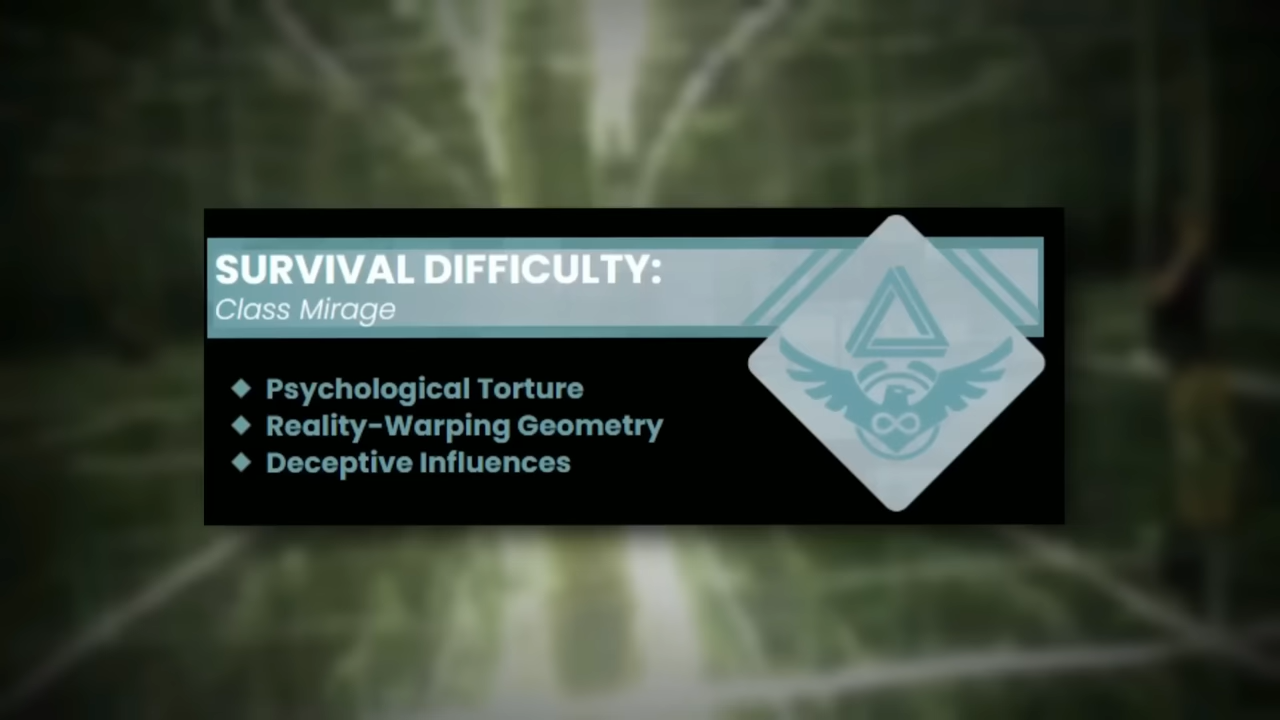 SURVIVAL DIFFICULTY:
Class Mirage
Psychological Torture
Reality-Warping Geometry
Deceptive Influences